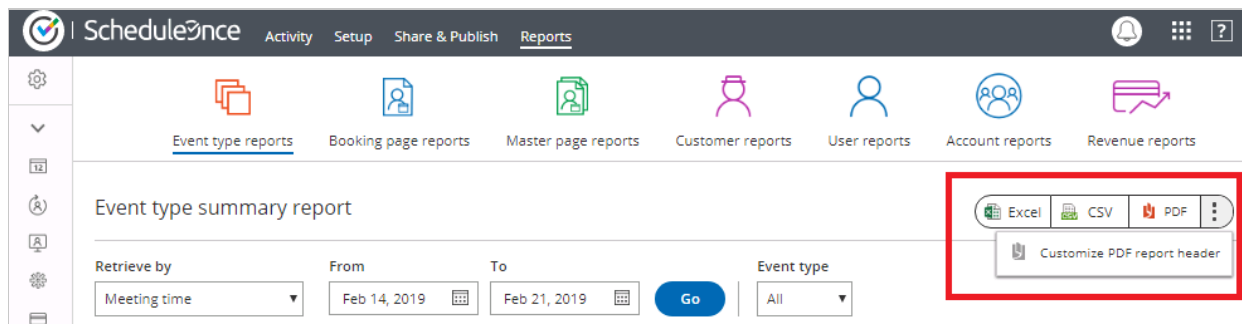 ScheduleOnce Activity Setup Share & Publish Reports ?
Event type reports Booking page reports Master page reports Customer reports User reports Account reports Revenue reports
12
Event type summary report
Excel CSV PDF
Customize PDF report header
Retrieve by From To Event type
Meeting time Feb 14, 2019 Feb 21, 2019 Go All